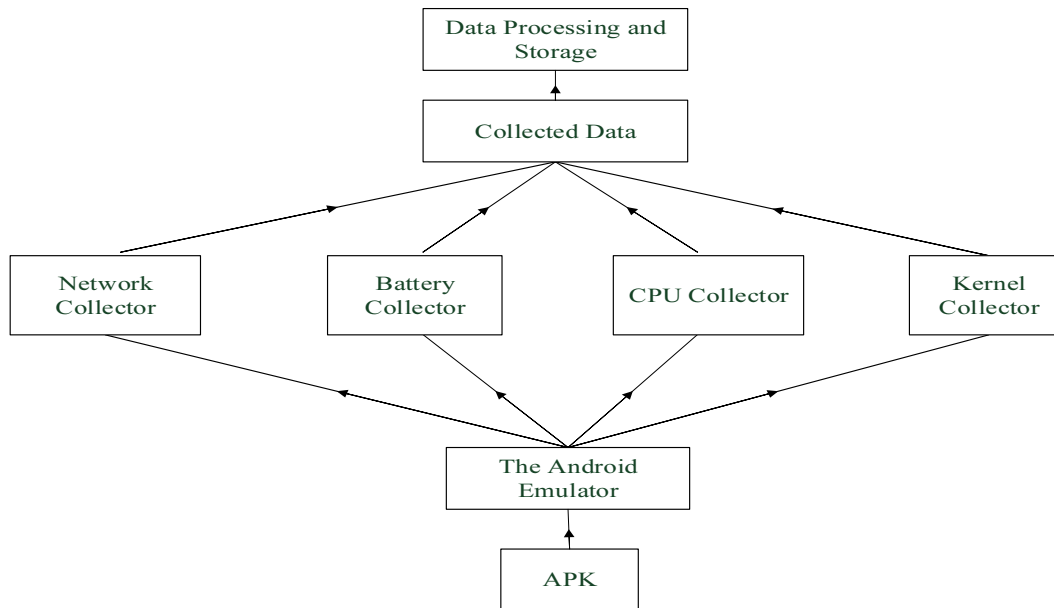 Data Processing and
Storage
Collected Data
Network
Collector
Battery
Collector
CPU Collector
Kernel
Collector
The Android
Emulator
APK